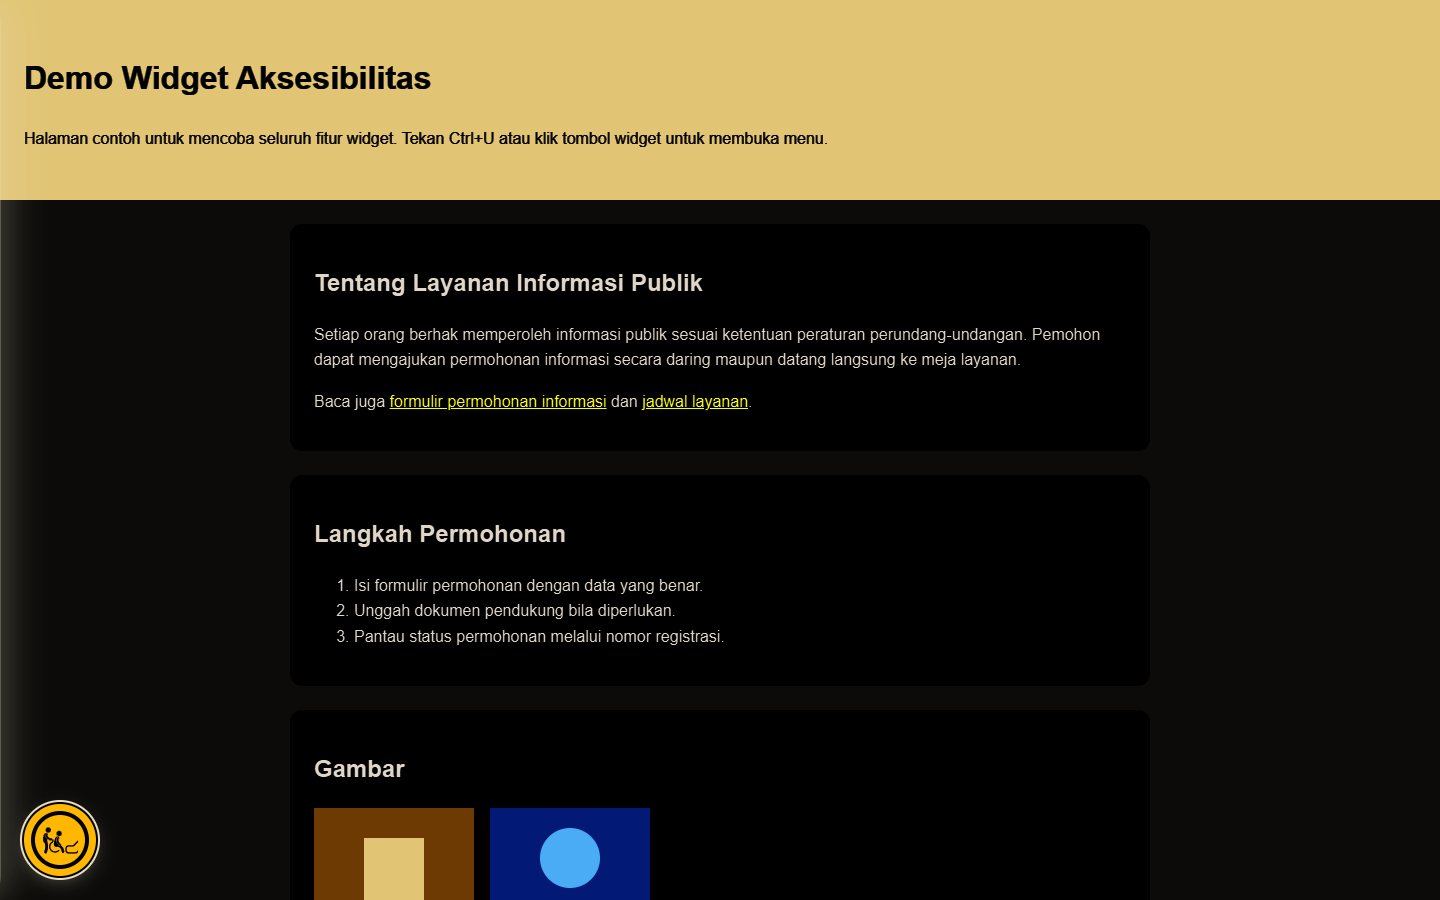 Demo Widget Aksesibilitas
Halaman contoh untuk mencoba seluruh fitur widget. Tekan Ctrl+U atau klik tombol widget untuk membuka menu.
Tentang Layanan Informasi Publik
Setiap orang berhak memperoleh informasi publik sesuai ketentuan peraturan perundang-undangan. Pemohon
dapat mengajukan permohonan informasi secara daring maupun datang langsung ke meja layanan.
Baca juga formulir permohonan informasi dan jadwal layanan.
Langkah Permohonan
1. Isi formulir permohonan dengan data yang benar.
2. Unggah dokumen pendukung bila diperlukan.
3. Pantau status permohonan melalui nomor registrasi.
Gambar